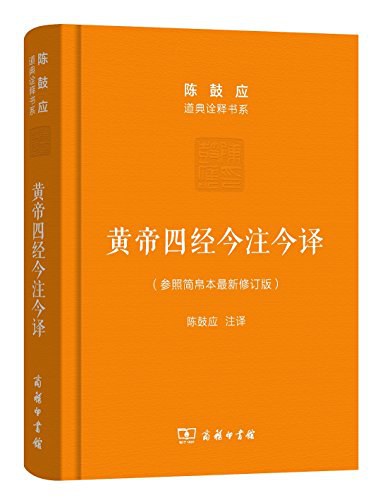 陈鼓应
道典诠释书系
黄帝四经今注今译
（参照简帛本最新修订版）
陈鼓应 注译
商务印书馆
陈鼓应
道典诠释书系
黄帝四经今注今译
商务印书馆